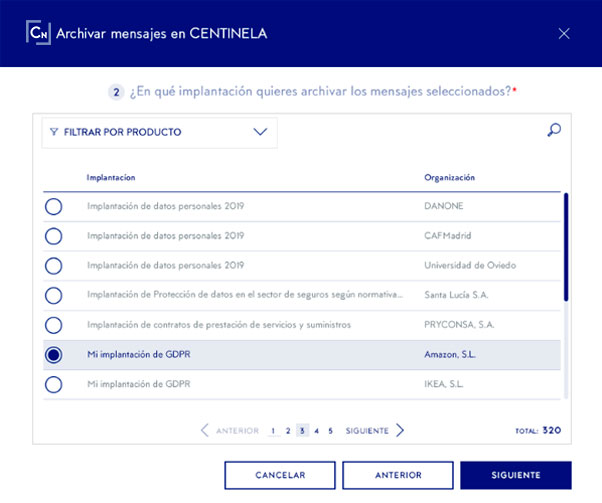 CN Archivar mensajes en CENTINELA
2 ¿En qué implantación quieres archivar los mensajes seleccionados?*
FILTRAR POR PRODUCTO
Implantacíon Organización
Implantación de datos personales 2019 DANONE
Implantación de datos personales 2019 CAFMadrid
Implantación de datos personales 2019 Universidad de Oviedo
Implantación de Protección de datos en el sector de seguros según normativa... Santa Lucía S.A.
Implantación de contratos de prestación de servicios y suministros PRYCONSA, S.A.
Mi implantación de GDPR Amazon, S.L.
Mi implantación de GDPR IKEA, S.L.
ANTERIOR 1 2 3 4 5 SIGUIENTE TOTAL: 320
CANCELAR ANTERIOR SIGUIENTE